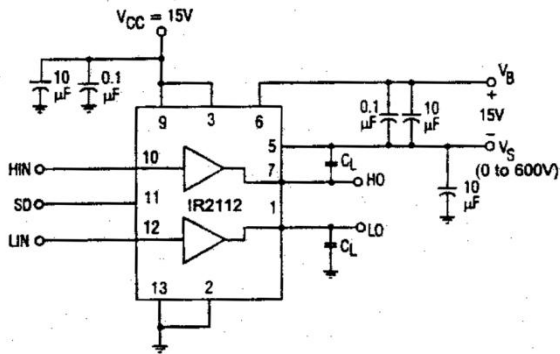 VCC = 15V
10 µF
0.1 µF
9
3
6
0.1 µF
10 µF
VB
+
15V
−
VS
(0 to 600V)
5
CL
7
HO
10 µF
HIN
10
SD
11
IR2112
1
LIN
12
LO
CL
13
2